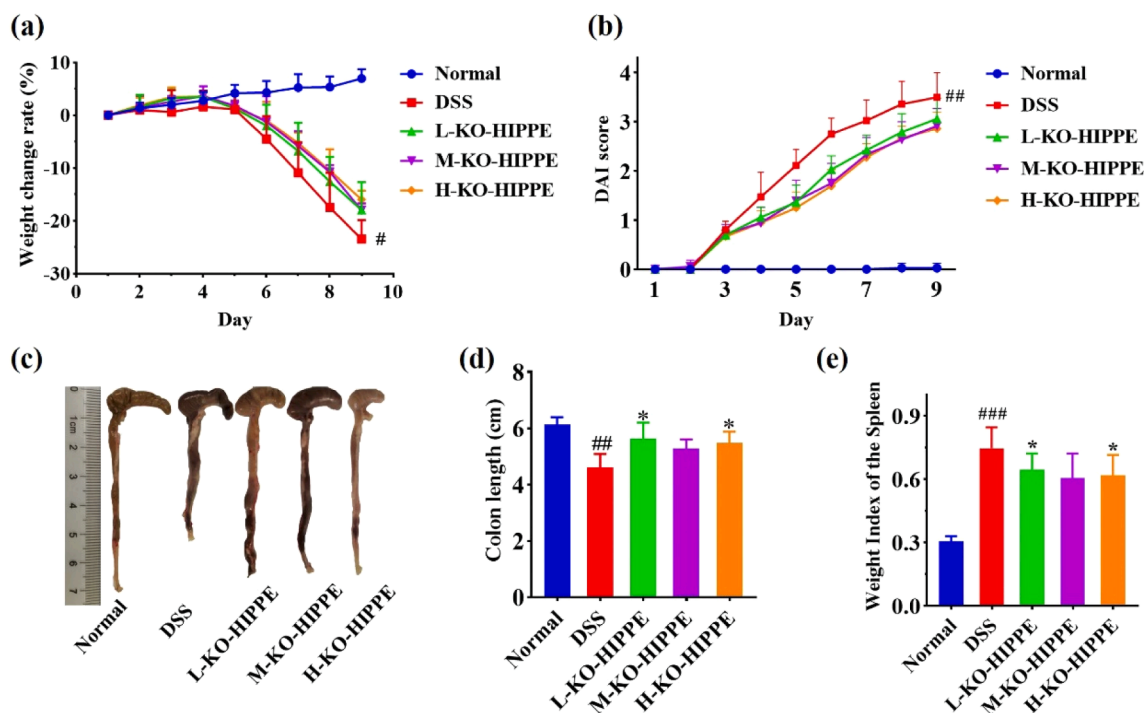 (a)
Weight change rate (%)
10
0
-10
-20
-30
0
2
4
6
8
10
Day
#
Normal
DSS
L-KO-HIPPE
M-KO-HIPPE
H-KO-HIPPE
(b)
DAI score
4
3
2
1
0
1
3
5
7
9
Day
##
Normal
DSS
L-KO-HIPPE
M-KO-HIPPE
H-KO-HIPPE
(c)
0
1cm
2
3
4
5
6
7
Normal
DSS
L-KO-HIPPE
M-KO-HIPPE
H-KO-HIPPE
(d)
Colon length (cm)
8
6
4
2
0
##
*
*
Normal
DSS
L-KO-HIPPE
M-KO-HIPPE
H-KO-HIPPE
(e)
Weight Index of the Spleen
0.9
0.6
0.3
0.0
###
*
*
Normal
DSS
L-KO-HIPPE
M-KO-HIPPE
H-KO-HIPPE